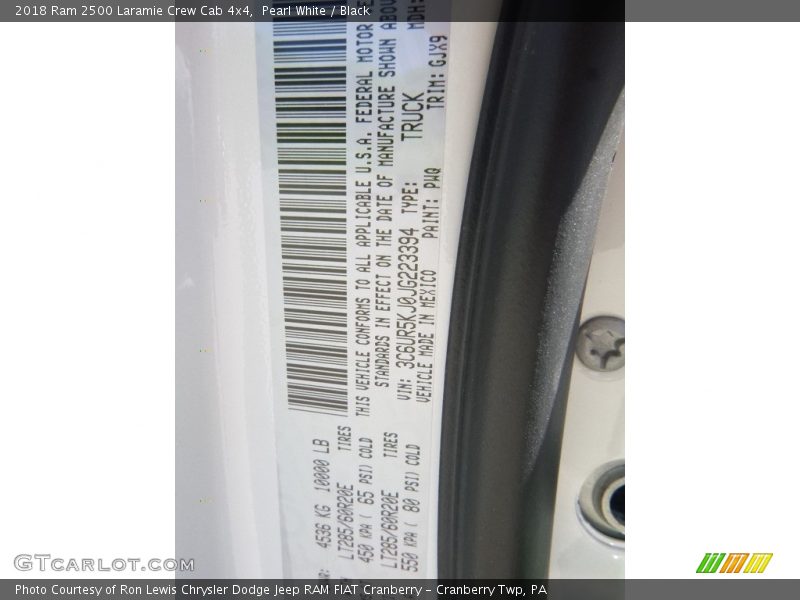 2018 Ram 2500 Laramie Crew Cab 4x4, Pearl White / Black
THIS VEHICLE CONFORMS TO ALL APPLICABLE U.S.A. FEDERAL MOTOR
STANDARDS IN EFFECT ON THE DATE OF MANUFACTURE SHOWN ABOV
VIN: 3C6UR5KJ0JG223394 TYPE: TRUCK MDH:
VEHICLE MADE IN MEXICO PAINT: PWQ TRIM: GJX9
4536 KG 10000 LB
LT285/60R20E TIRES
450 KPA ( 65 PSI) COLD
LT285/60R20E TIRES
550 KPA ( 80 PSI) COLD
GTCARLOT.COM
Photo Courtesy of Ron Lewis Chrysler Dodge Jeep RAM FIAT Cranberry – Cranberry Twp, PA